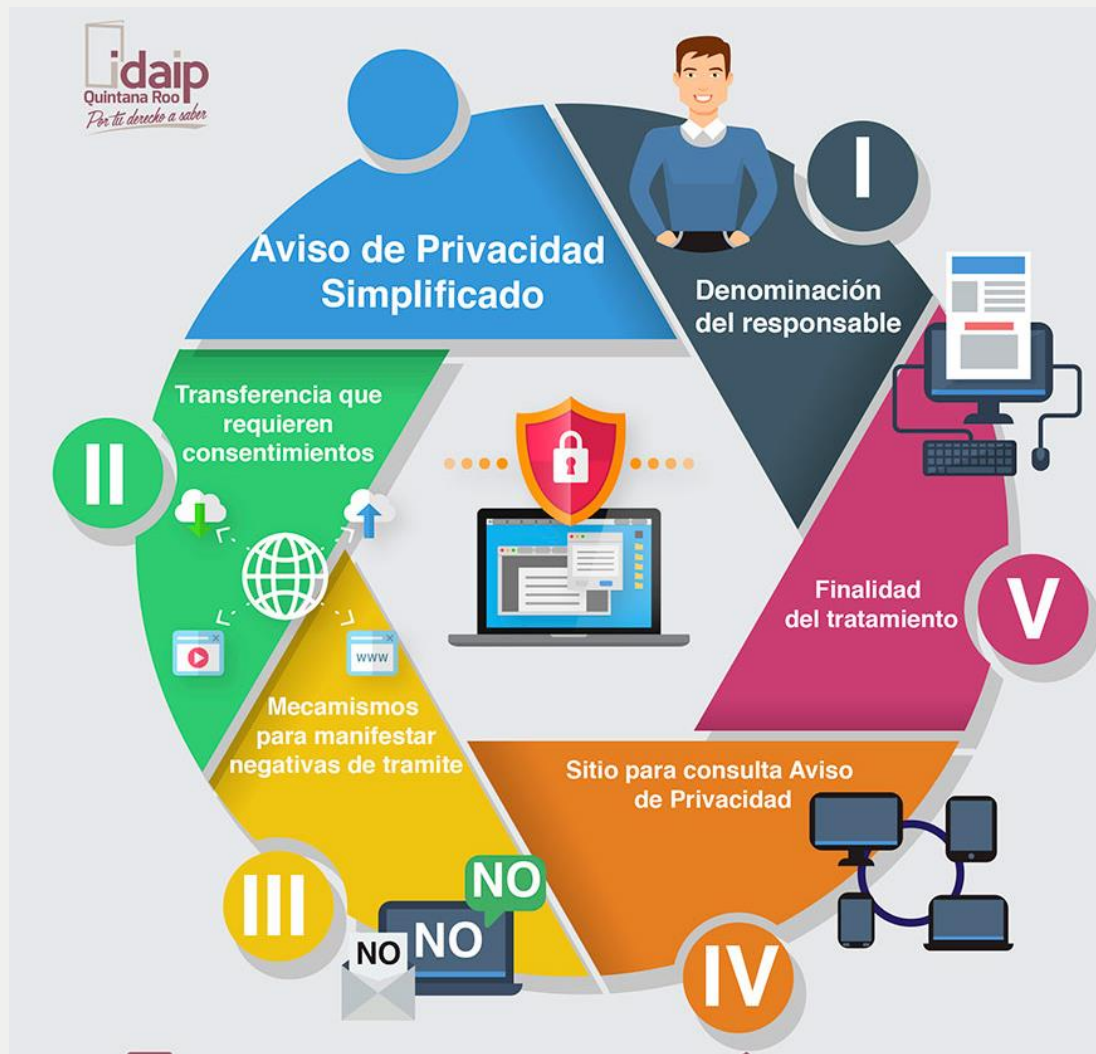 idaip
Quintana Roo
Por tú derecho a saber
Aviso de Privacidad
Simplificado
I
Denominación
del responsable
Transferencia que
requieren
consentimientos
II
Finalidad
del tratamiento
V
www
Mecamismos
para manifestar
negativas de tramite
Sitio para consulta Aviso
de Privacidad
III
NO
NO
NO
IV